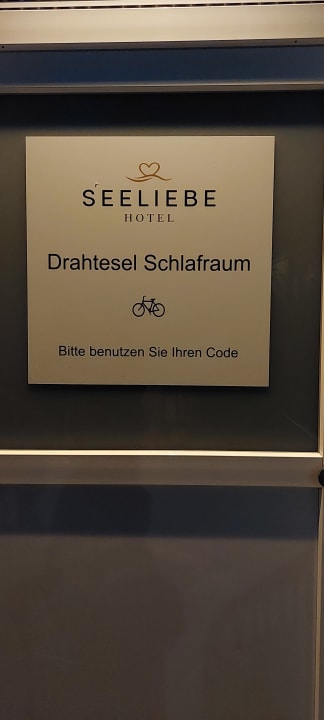 SEELIEBE
HOTEL
Drahtesel Schlafraum
Bitte benutzen Sie Ihren Code